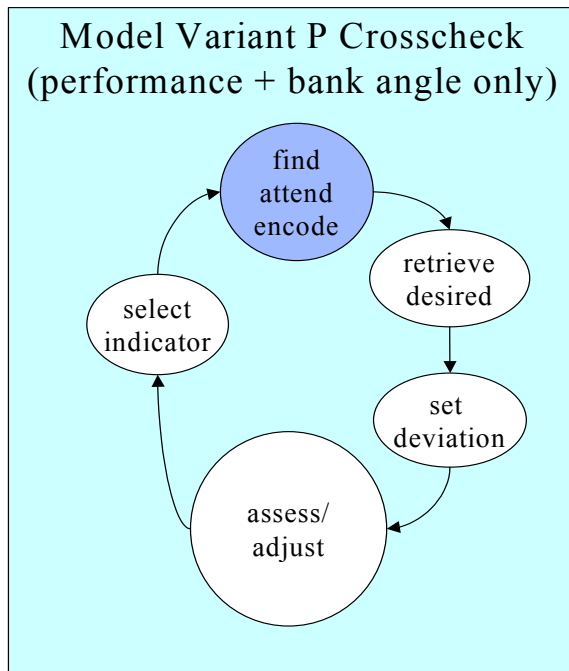 Model Variant P Crosscheck
(performance + bank angle only)
find
attend
encode
retrieve
desired
select
indicator
set
deviation
assess/
adjust